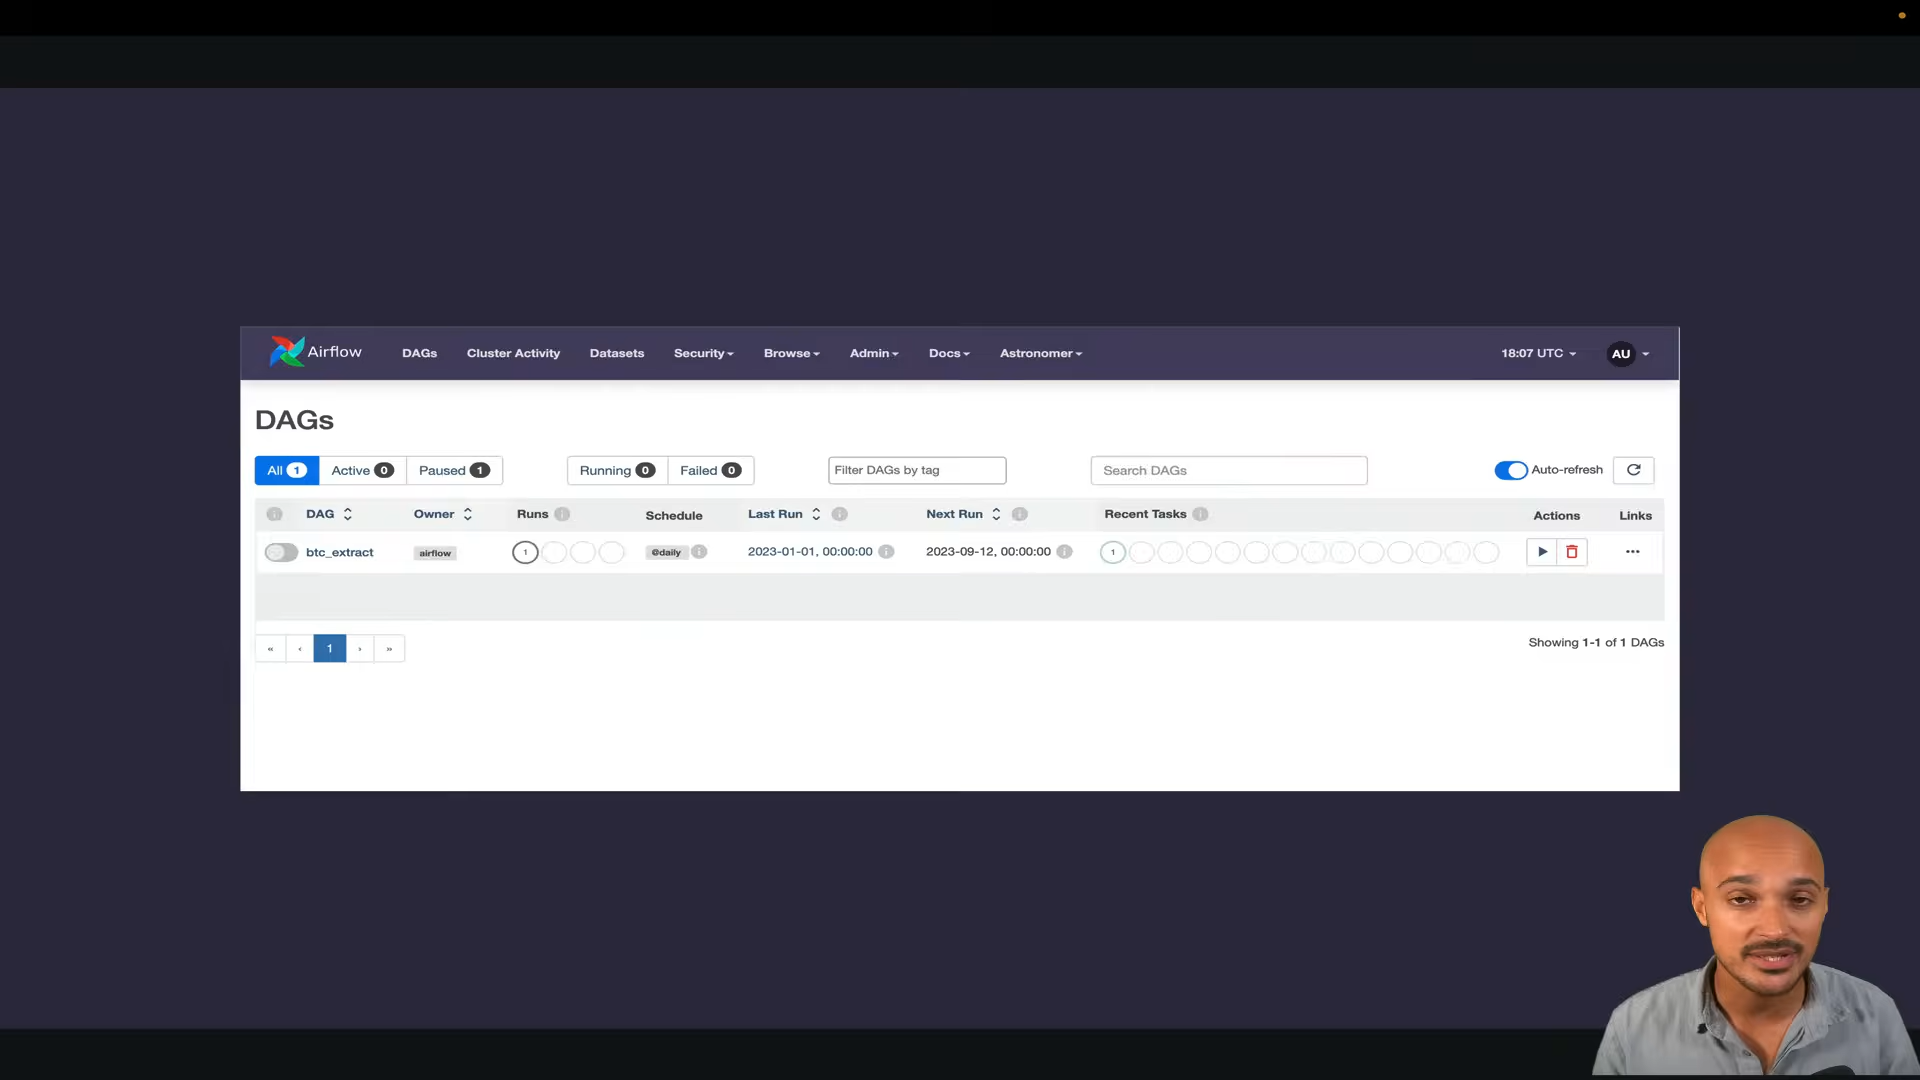 Airflow DAGs Cluster Activity Datasets Security Browse Admin Docs Astronomer 18:07 UTC AU
DAGs
All 1 Active 0 Paused 1 Running 0 Failed 0 Filter DAGs by tag Search DAGs Auto-refresh
DAG Owner Runs Schedule Last Run Next Run Recent Tasks Actions Links
btc_extract airflow 1 @daily 2023-01-01, 00:00:00 2023-09-12, 00:00:00 1 •••
« ‹ 1 › » Showing 1-1 of 1 DAGs